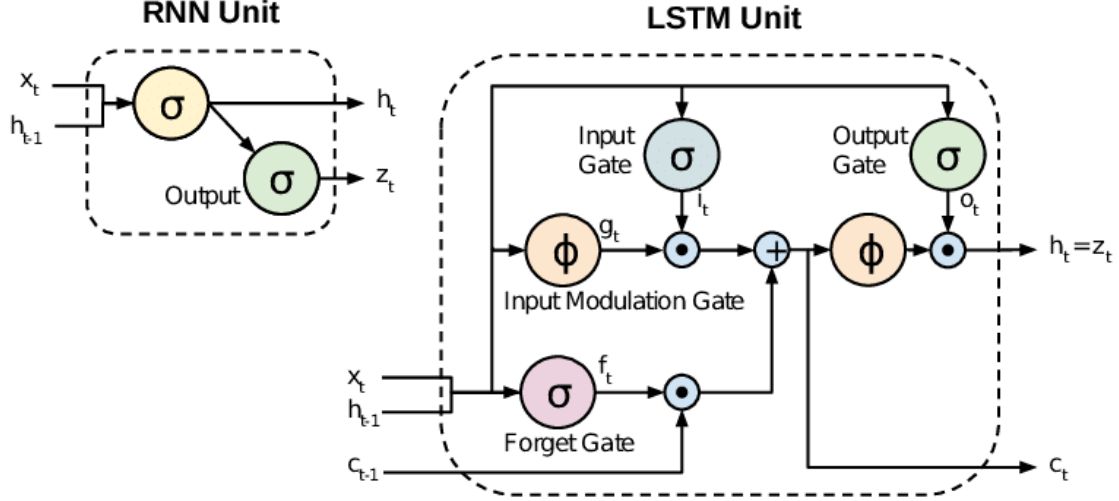 RNN Unit
xₜ
hₜ₋₁
σ
hₜ
σ
Output
zₜ
LSTM Unit
Input
Gate
σ
iₜ
Output
Gate
σ
oₜ
ϕ
gₜ
Input Modulation Gate
+
ϕ
hₜ=zₜ
xₜ
hₜ₋₁
σ
fₜ
Forget Gate
cₜ₋₁
cₜ